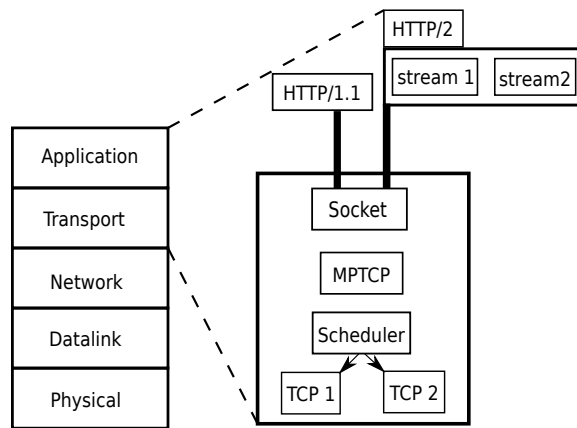 Application
Transport
Network
Datalink
Physical
HTTP/2
stream 1
stream2
HTTP/1.1
Socket
MPTCP
Scheduler
TCP 1
TCP 2